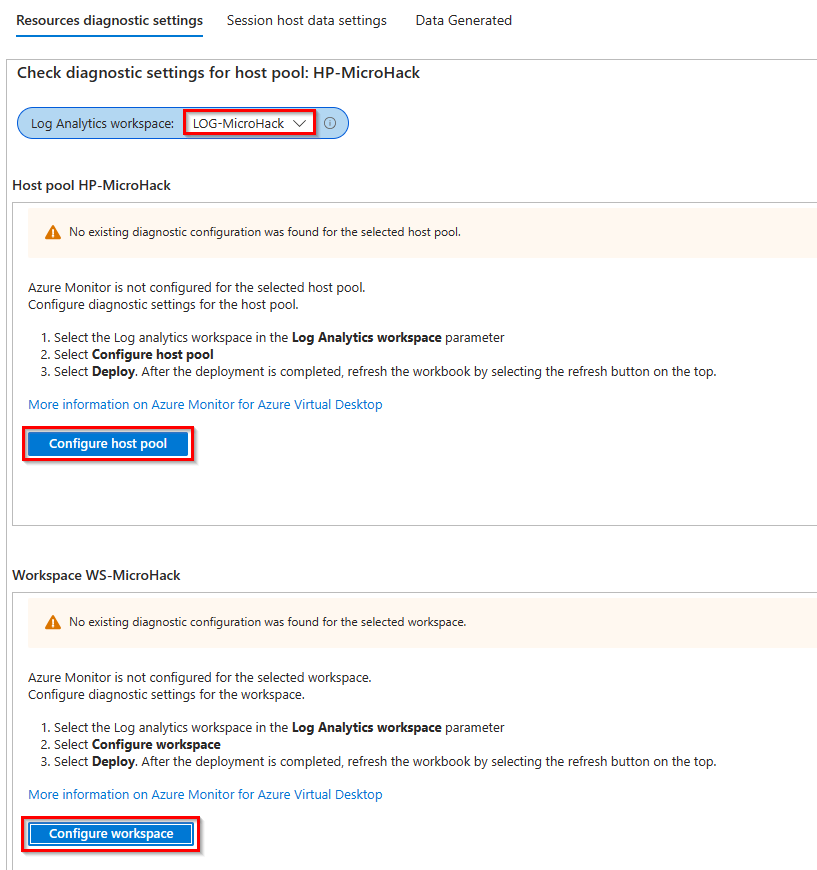 Resources diagnostic settings Session host data settings Data Generated
Check diagnostic settings for host pool: HP-MicroHack
Log Analytics workspace: LOG-MicroHack
Host pool HP-MicroHack
No existing diagnostic configuration was found for the selected host pool.
Azure Monitor is not configured for the selected host pool.
Configure diagnostic settings for the host pool.
1. Select the Log analytics workspace in the Log Analytics workspace parameter
2. Select Configure host pool
3. Select Deploy. After the deployment is completed, refresh the workbook by selecting the refresh button on the top.
More information on Azure Monitor for Azure Virtual Desktop
Configure host pool
Workspace WS-MicroHack
No existing diagnostic configuration was found for the selected workspace.
Azure Monitor is not configured for the selected workspace.
Configure diagnostic settings for the workspace.
1. Select the Log analytics workspace in the Log Analytics workspace parameter
2. Select Configure workspace
3. Select Deploy. After the deployment is completed, refresh the workbook by selecting the refresh button on the top.
More information on Azure Monitor for Azure Virtual Desktop
Configure workspace